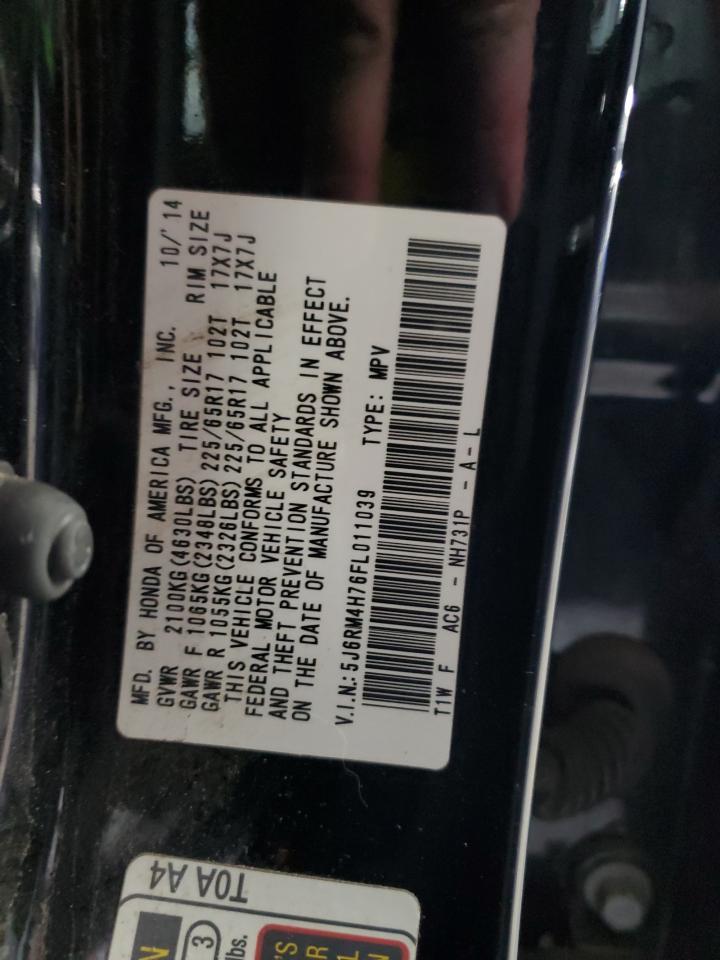 MFD. BY HONDA OF AMERICA MFG., INC. 10/'14
GVWR 2100KG(4630LBS) TIRE SIZE RIM SIZE
GAWR F 1065KG(2348LBS)225/65R17 102T 17X7J
GAWR R 1055KG(2326LBS)225/65R17 102T 17X7J
THIS VEHICLE CONFORMS TO ALL APPLICABLE
FEDERAL MOTOR VEHICLE SAFETY
AND THEFT PREVENTION STANDARDS IN EFFECT
ON THE DATE OF MANUFACTURE SHOWN ABOVE.
V.I.N.: 5J6RM4H76FL011039 TYPE: MPV
T1W F AC6 - NH731P - A - L
T0A A4
N
3
lbs.
'S
R
L
N